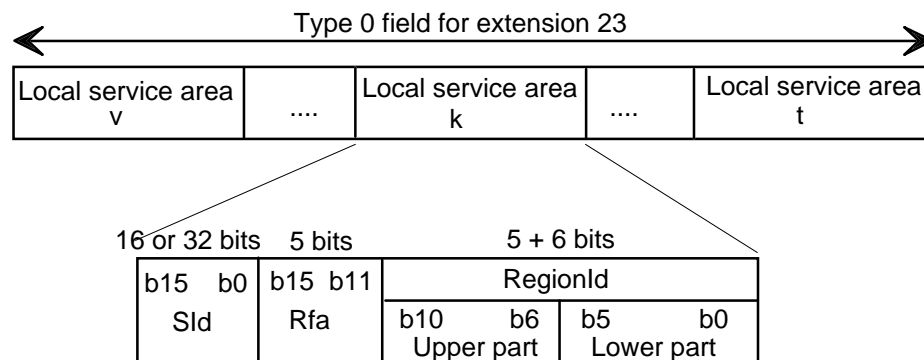 Type 0 field for extension 23
Local service area v
....
Local service area k
....
Local service area t
16 or 32 bits 5 bits 5 + 6 bits
b15 b0 b15 b11 RegionId
SId Rfa b10 b6 b5 b0
Upper part Lower part